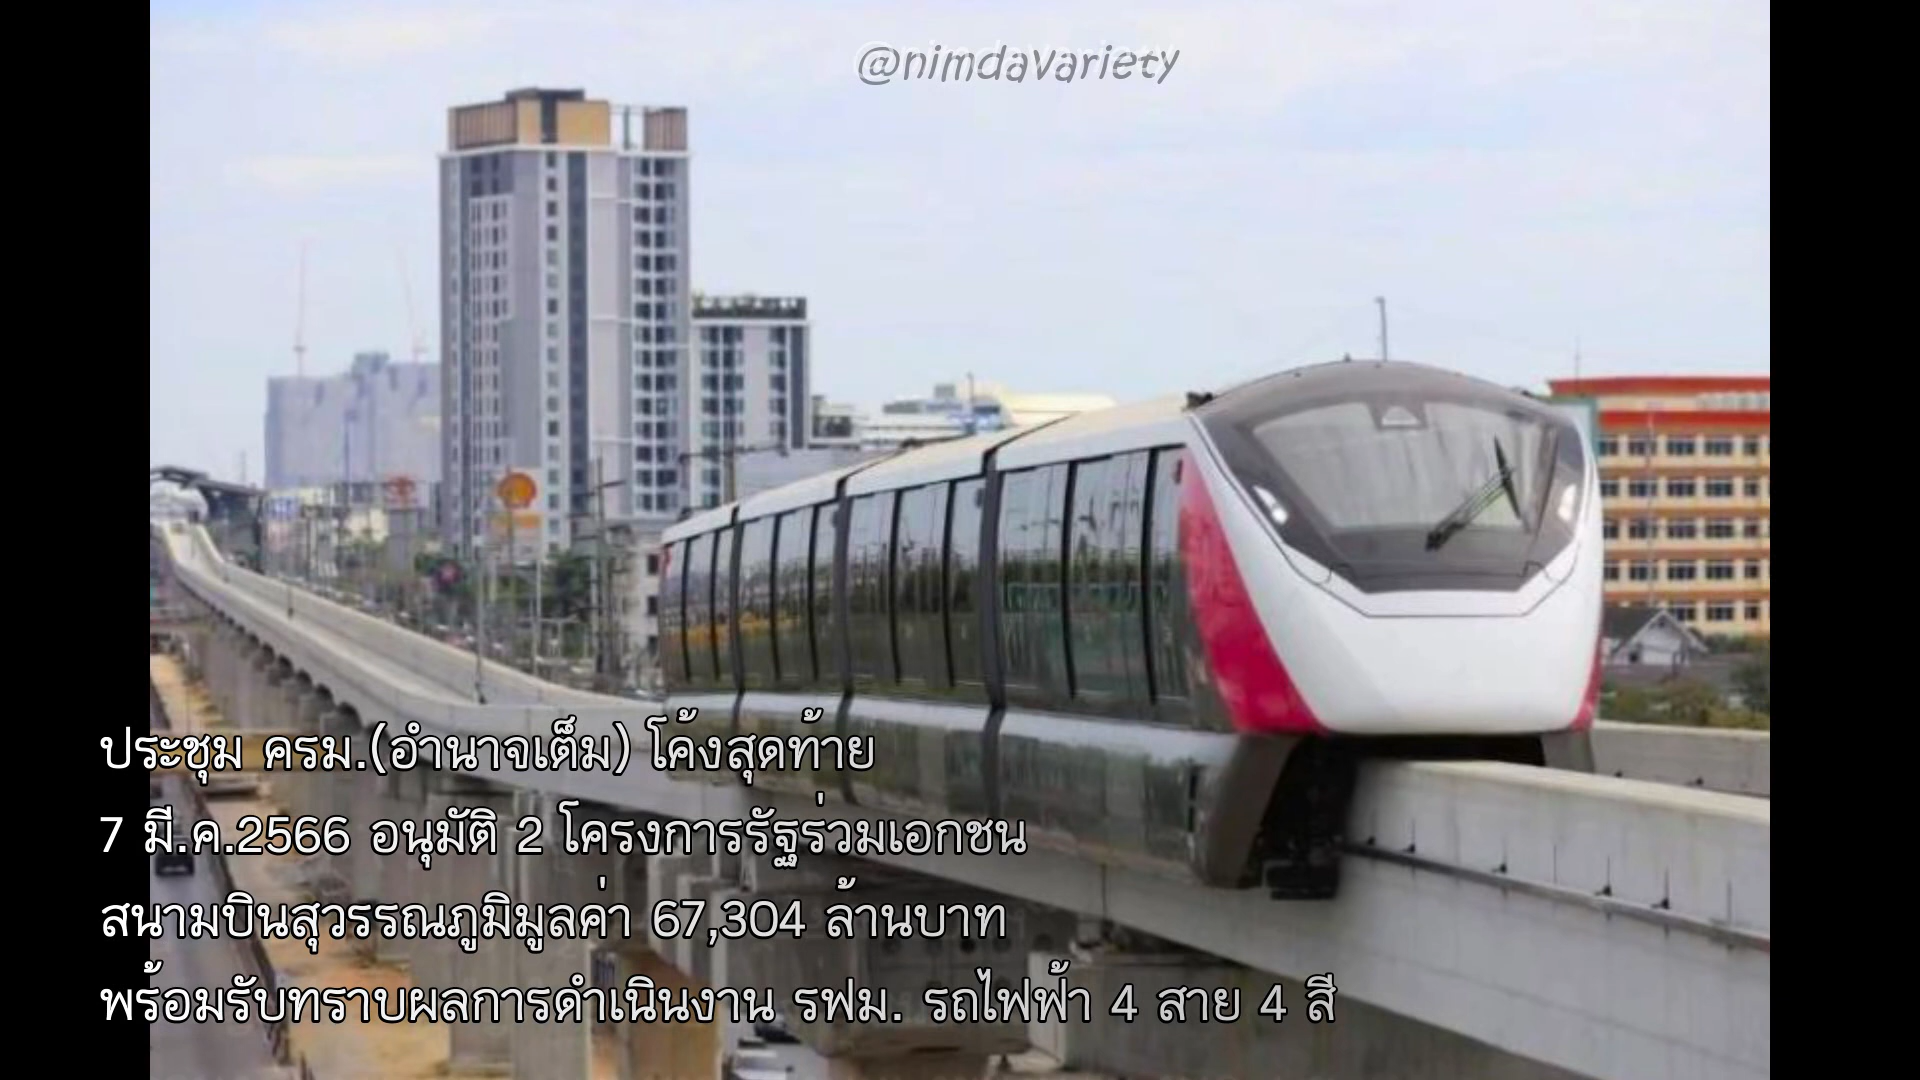 @nimdaVariety
ประชุม ครม.(อำนาจเต็ม) โค้งสุดท้าย
7 มี.ค.2566 อนุมัติ 2 โครงการรัฐร่วมเอกชน
สนามบินสุวรรณภูมิมูลค่า 67,304 ล้านบาท
พร้อมรับทราบผลการดำเนินงาน รฟม. รถไฟฟ้า 4 สาย 4 สี